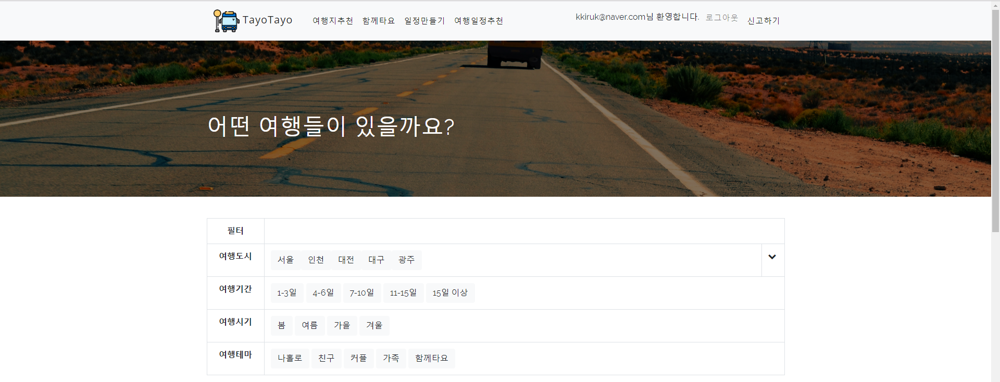 TayoTayo 여행지추천 함께타요 일정만들기 여행일정추천 kkiruk@naver.com님 환영합니다. 로그아웃 신고하기
어떤 여행들이 있을까요?
필터
여행도시 서울 인천 대전 대구 광주
여행기간 1-3일 4-6일 7-10일 11-15일 15일 이상
여행시기 봄 여름 가을 겨울
여행테마 나홀로 친구 커플 가족 함께타요